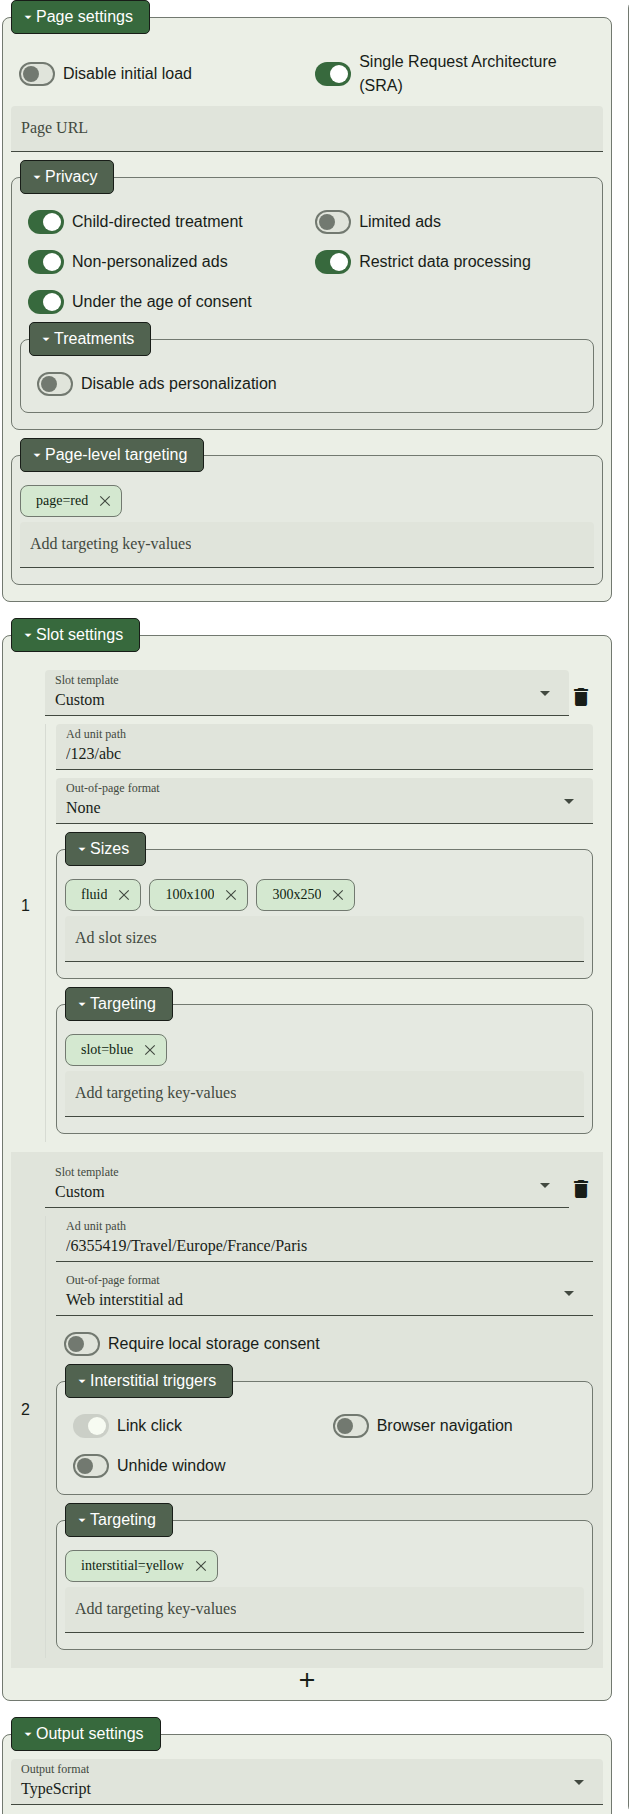 Page settings
Disable initial load
Single Request Architecture
(SRA)
Page URL
Privacy
Child-directed treatment
Limited ads
Non-personalized ads
Restrict data processing
Under the age of consent
Treatments
Disable ads personalization
Page-level targeting
page=red
Add targeting key-values
Slot settings
Slot template
Custom
Ad unit path
/123/abc
Out-of-page format
None
Sizes
1
fluid 100x100 300x250
Ad slot sizes
Targeting
slot=blue
Add targeting key-values
Slot template
Custom
Ad unit path
/6355419/Travel/Europe/France/Paris
Out-of-page format
Web interstitial ad
Require local storage consent
Interstitial triggers
2
Link click
Browser navigation
Unhide window
Targeting
interstitial=yellow
Add targeting key-values
+
Output settings
Output format
TypeScript